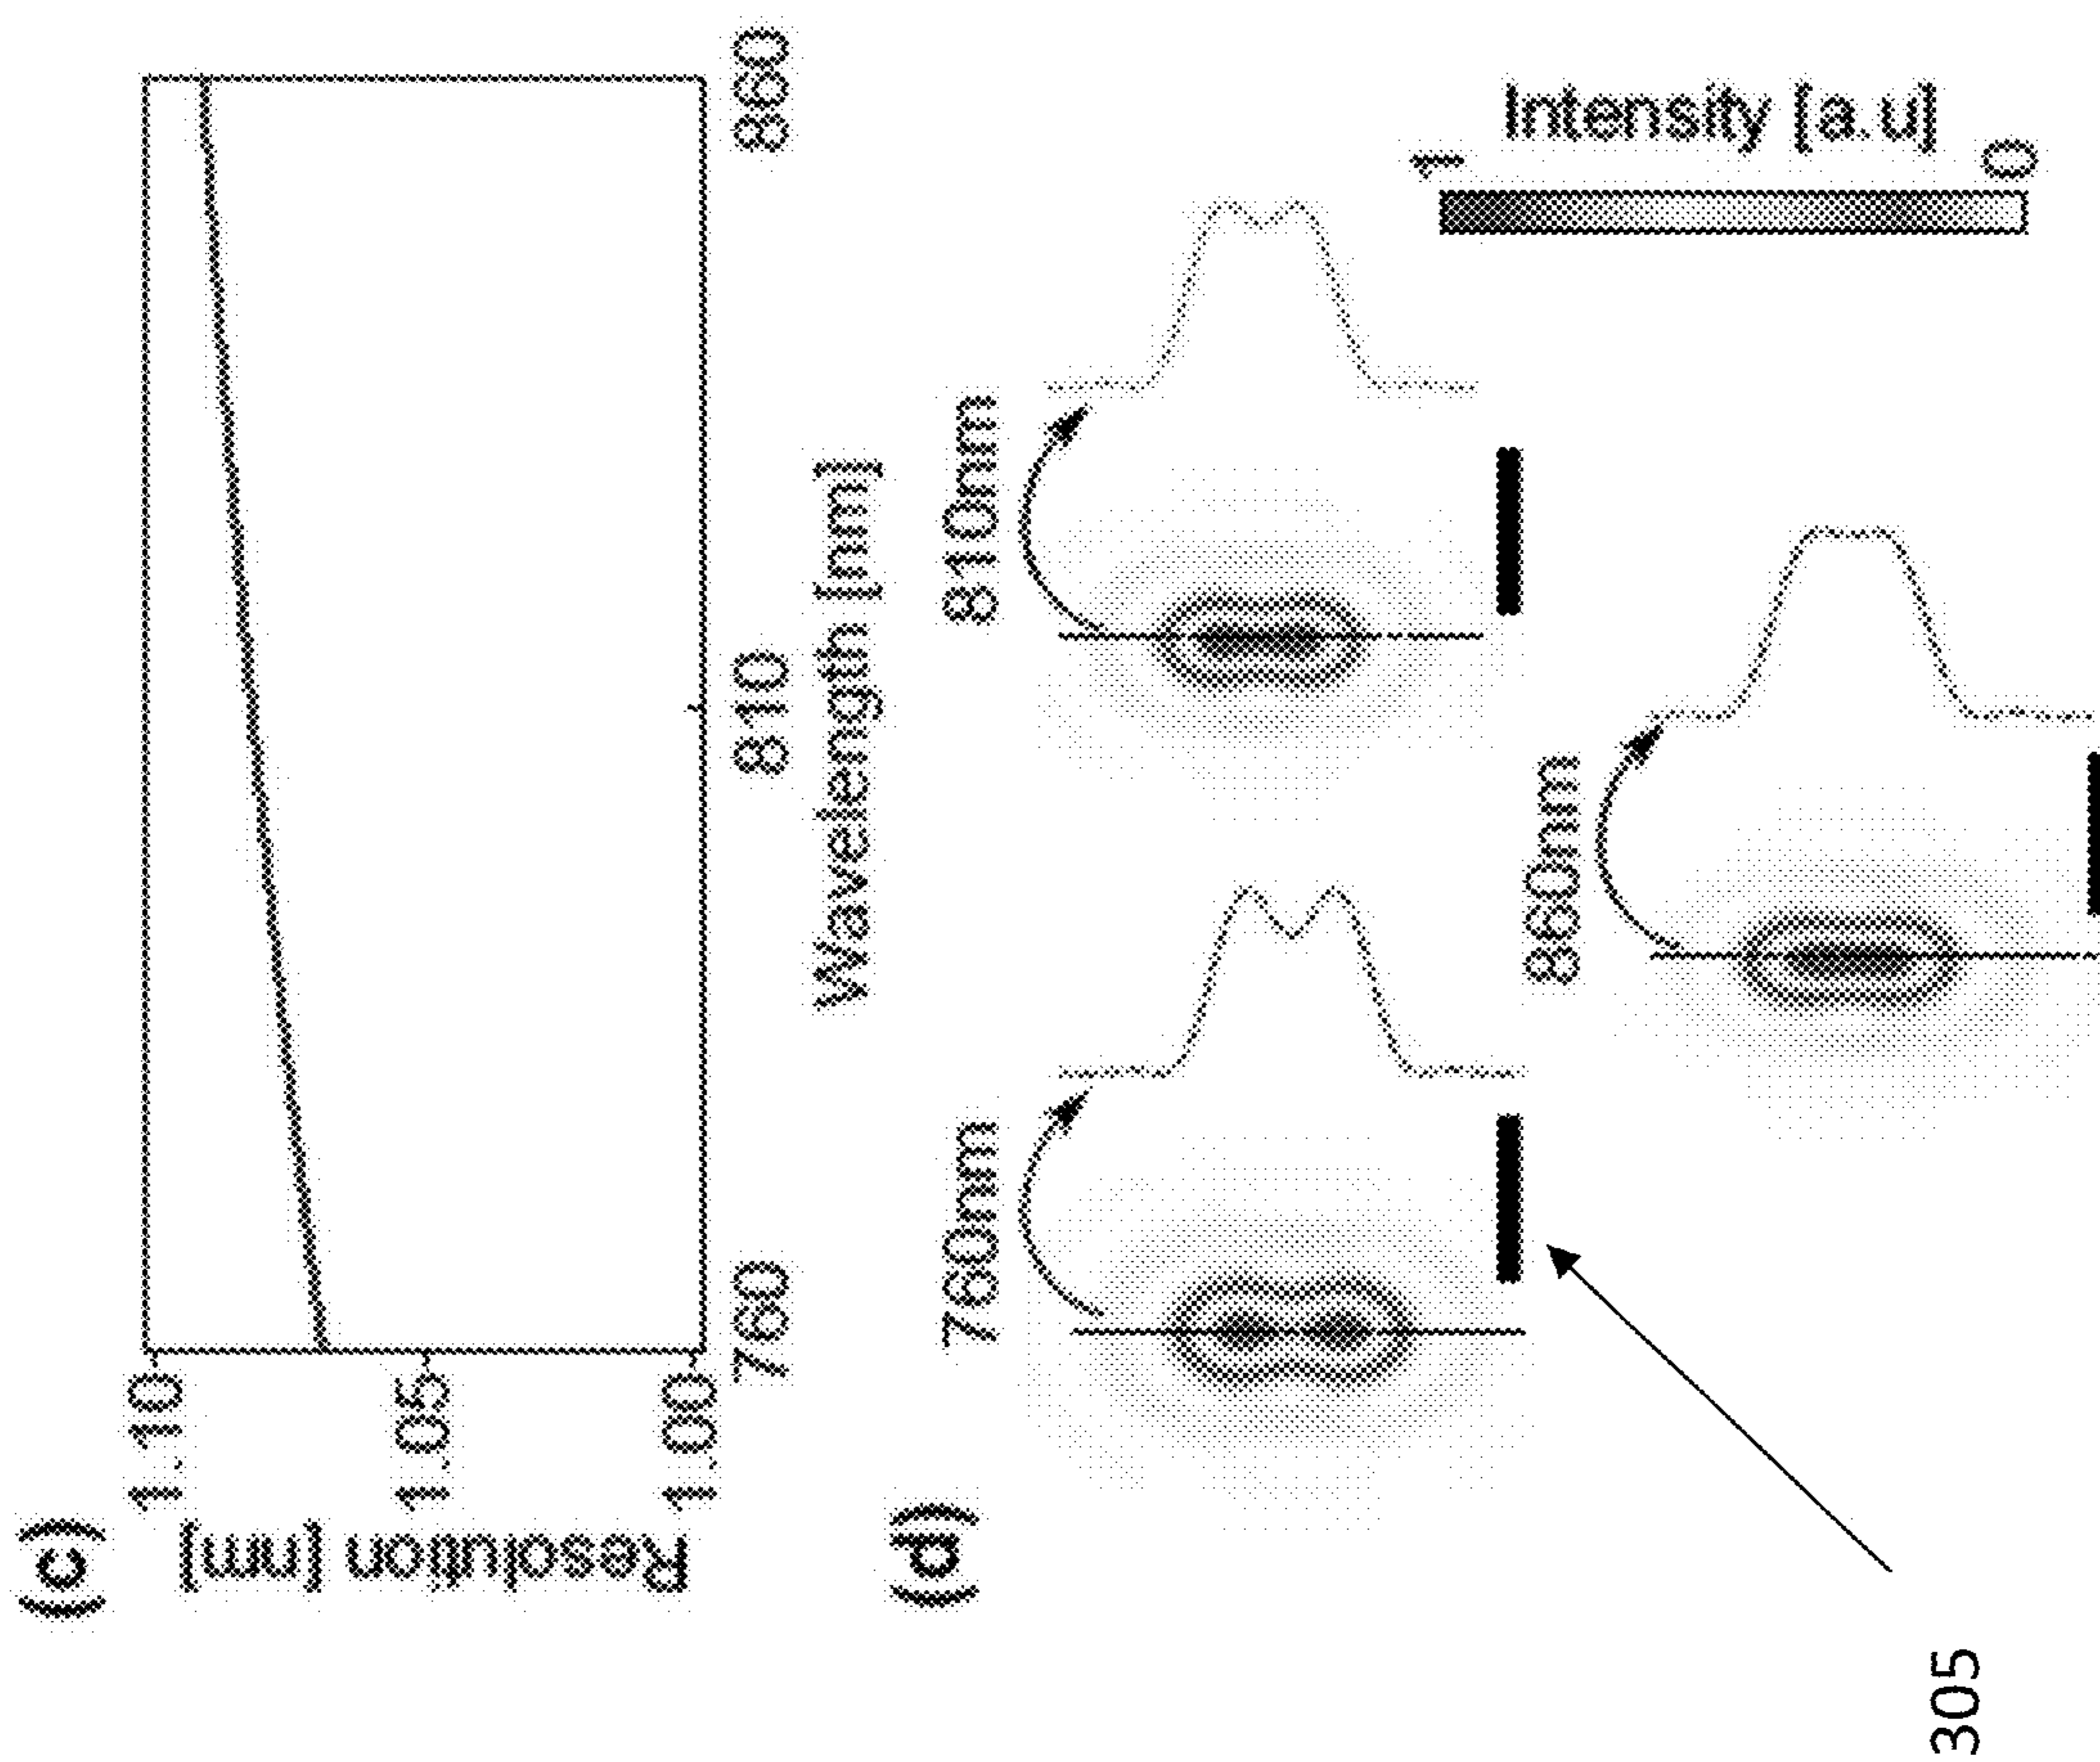 (c)
Resolution [nm]
1.10
1.05
1.00
760
810
860
Wavelength [nm]
(d)
760nm
810nm
860nm
1
Intensity [a.u]
0
305